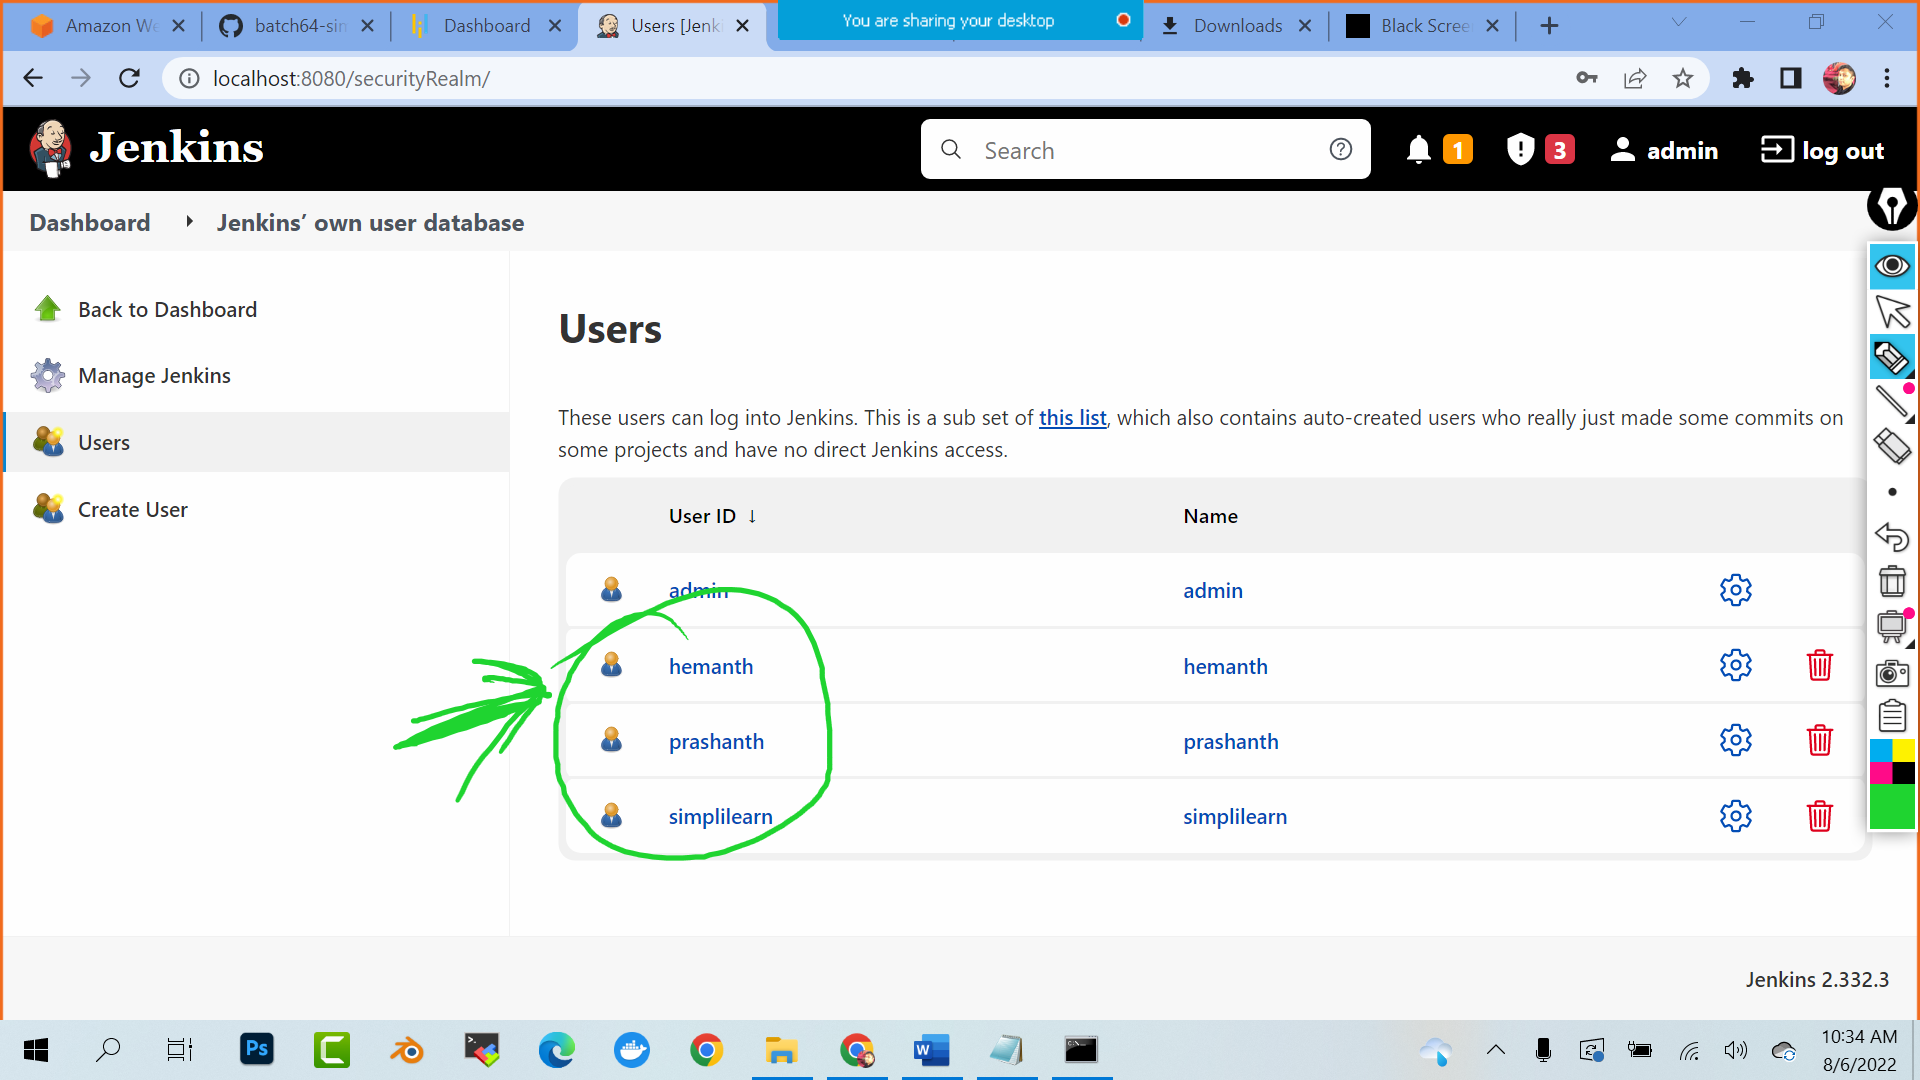 Amazon We
batch64-sim
Dashboard
Users [Jenki
You are sharing your desktop
Downloads
Black Scree
localhost:8080/securityRealm/
Jenkins
Search
1
3
admin
log out
Dashboard
Jenkins’ own user database
Back to Dashboard
Manage Jenkins
Users
Create User
Users
These users can log into Jenkins. This is a sub set of this list, which also contains auto-created users who really just made some commits on
some projects and have no direct Jenkins access.
User ID ↓ Name
admin admin
hemanth hemanth
prashanth prashanth
simplilearn simplilearn
Jenkins 2.332.3
Ps
C
W
10:34 AM
8/6/2022